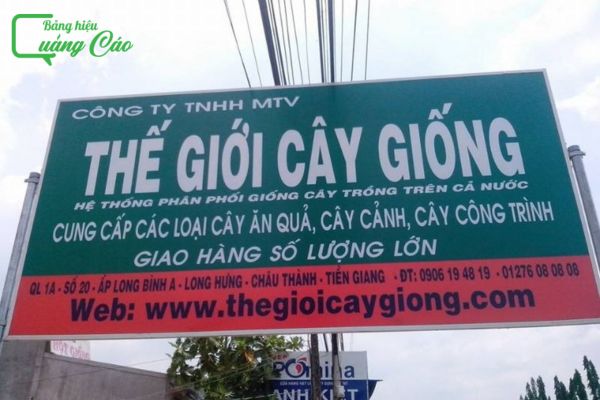 Bảng hiệu
Quảng Cáo
CÔNG TY TNHH MTV
THẾ GIỚI CÂY GIỐNG
HỆ THỐNG PHÂN PHỐI GIỐNG CÂY TRỒNG TRÊN CẢ NƯỚC
CUNG CẤP CÁC LOẠI CÂY ĂN QUẢ, CÂY CẢNH, CÂY CÔNG TRÌNH
GIAO HÀNG SỐ LƯỢNG LỚN
QL 1A - SỐ 20 - ẤP LONG BÌNH A - LONG HƯNG - CHÂU THÀNH - TIỀN GIANG - ĐT: 0906 19 48 19 - 01276 08 08 08
Web: www.thegioicaygiong.com
Pomina
ANH KIỆT